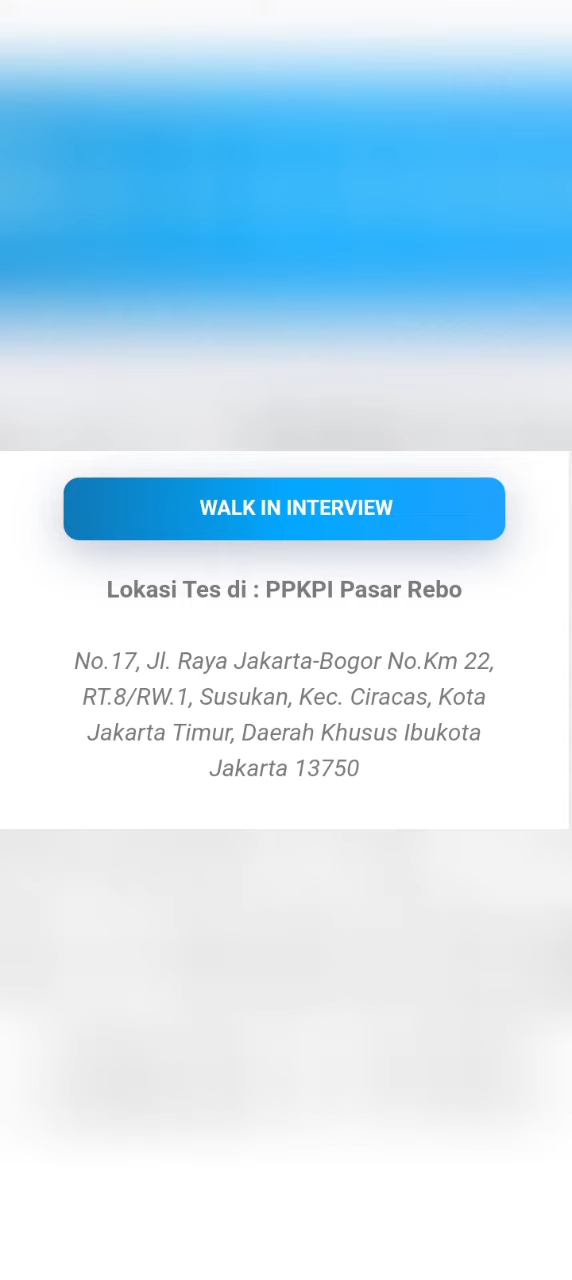 WALK IN INTERVIEW
Lokasi Tes di : PPKPI Pasar Rebo
No.17, Jl. Raya Jakarta-Bogor No.Km 22,
RT.8/RW.1, Susukan, Kec. Ciracas, Kota
Jakarta Timur, Daerah Khusus Ibukota
Jakarta 13750